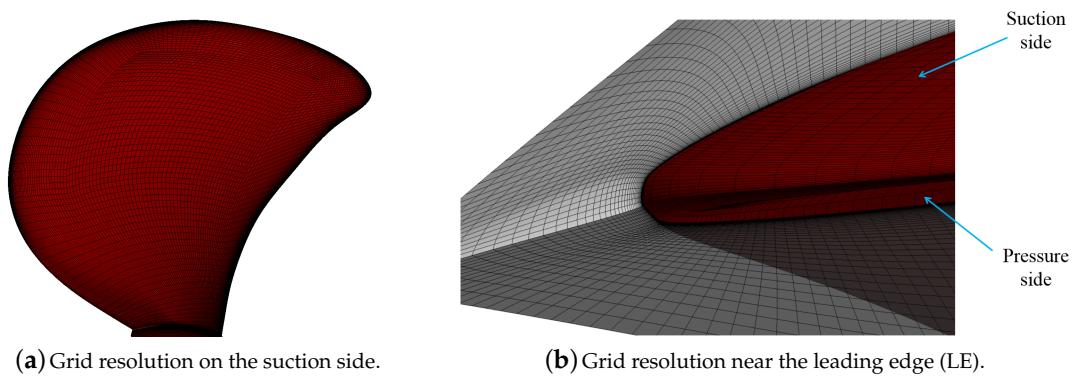 Suction
side
Pressure
side
(a) Grid resolution on the suction side.
(b) Grid resolution near the leading edge (LE).